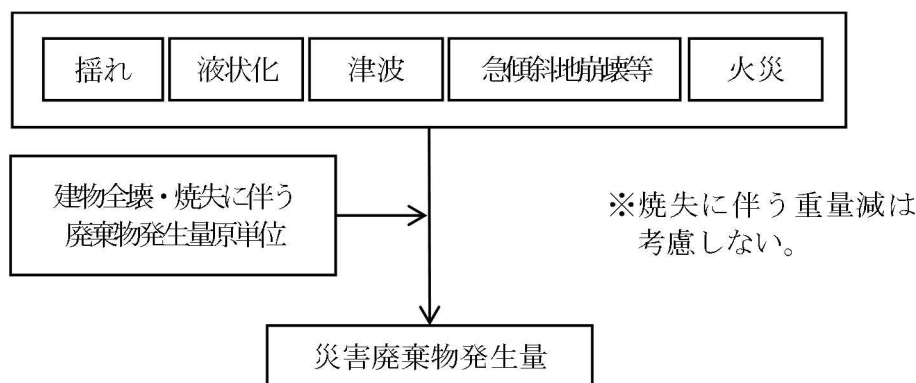 揺れ 液状化 津波 急傾斜地崩壊等 火災
建物全壊・焼失に伴う
廃棄物発生量原単位
※焼失に伴う重量減は
考慮しない。
災害廃棄物発生量